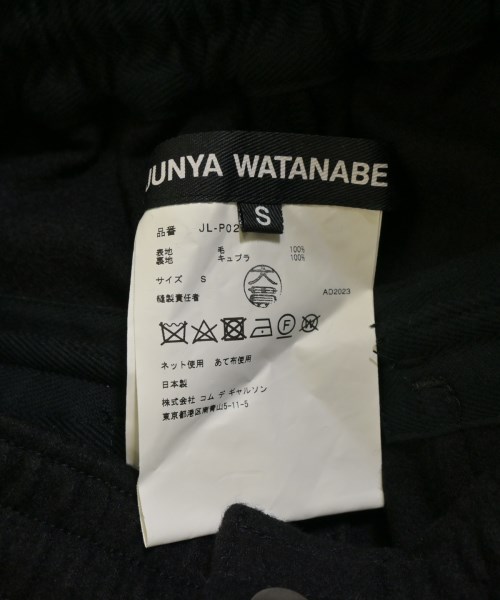 JUNYA WATANABE
S
品番 JL-P02
表地 毛 100%
裏地 キュプラ 100%
サイズ S
縫製責任者
AD2023
ネット使用 あて布使用
日本製
株式会社 コム デ ギャルソン
東京都港区南青山5-11-5